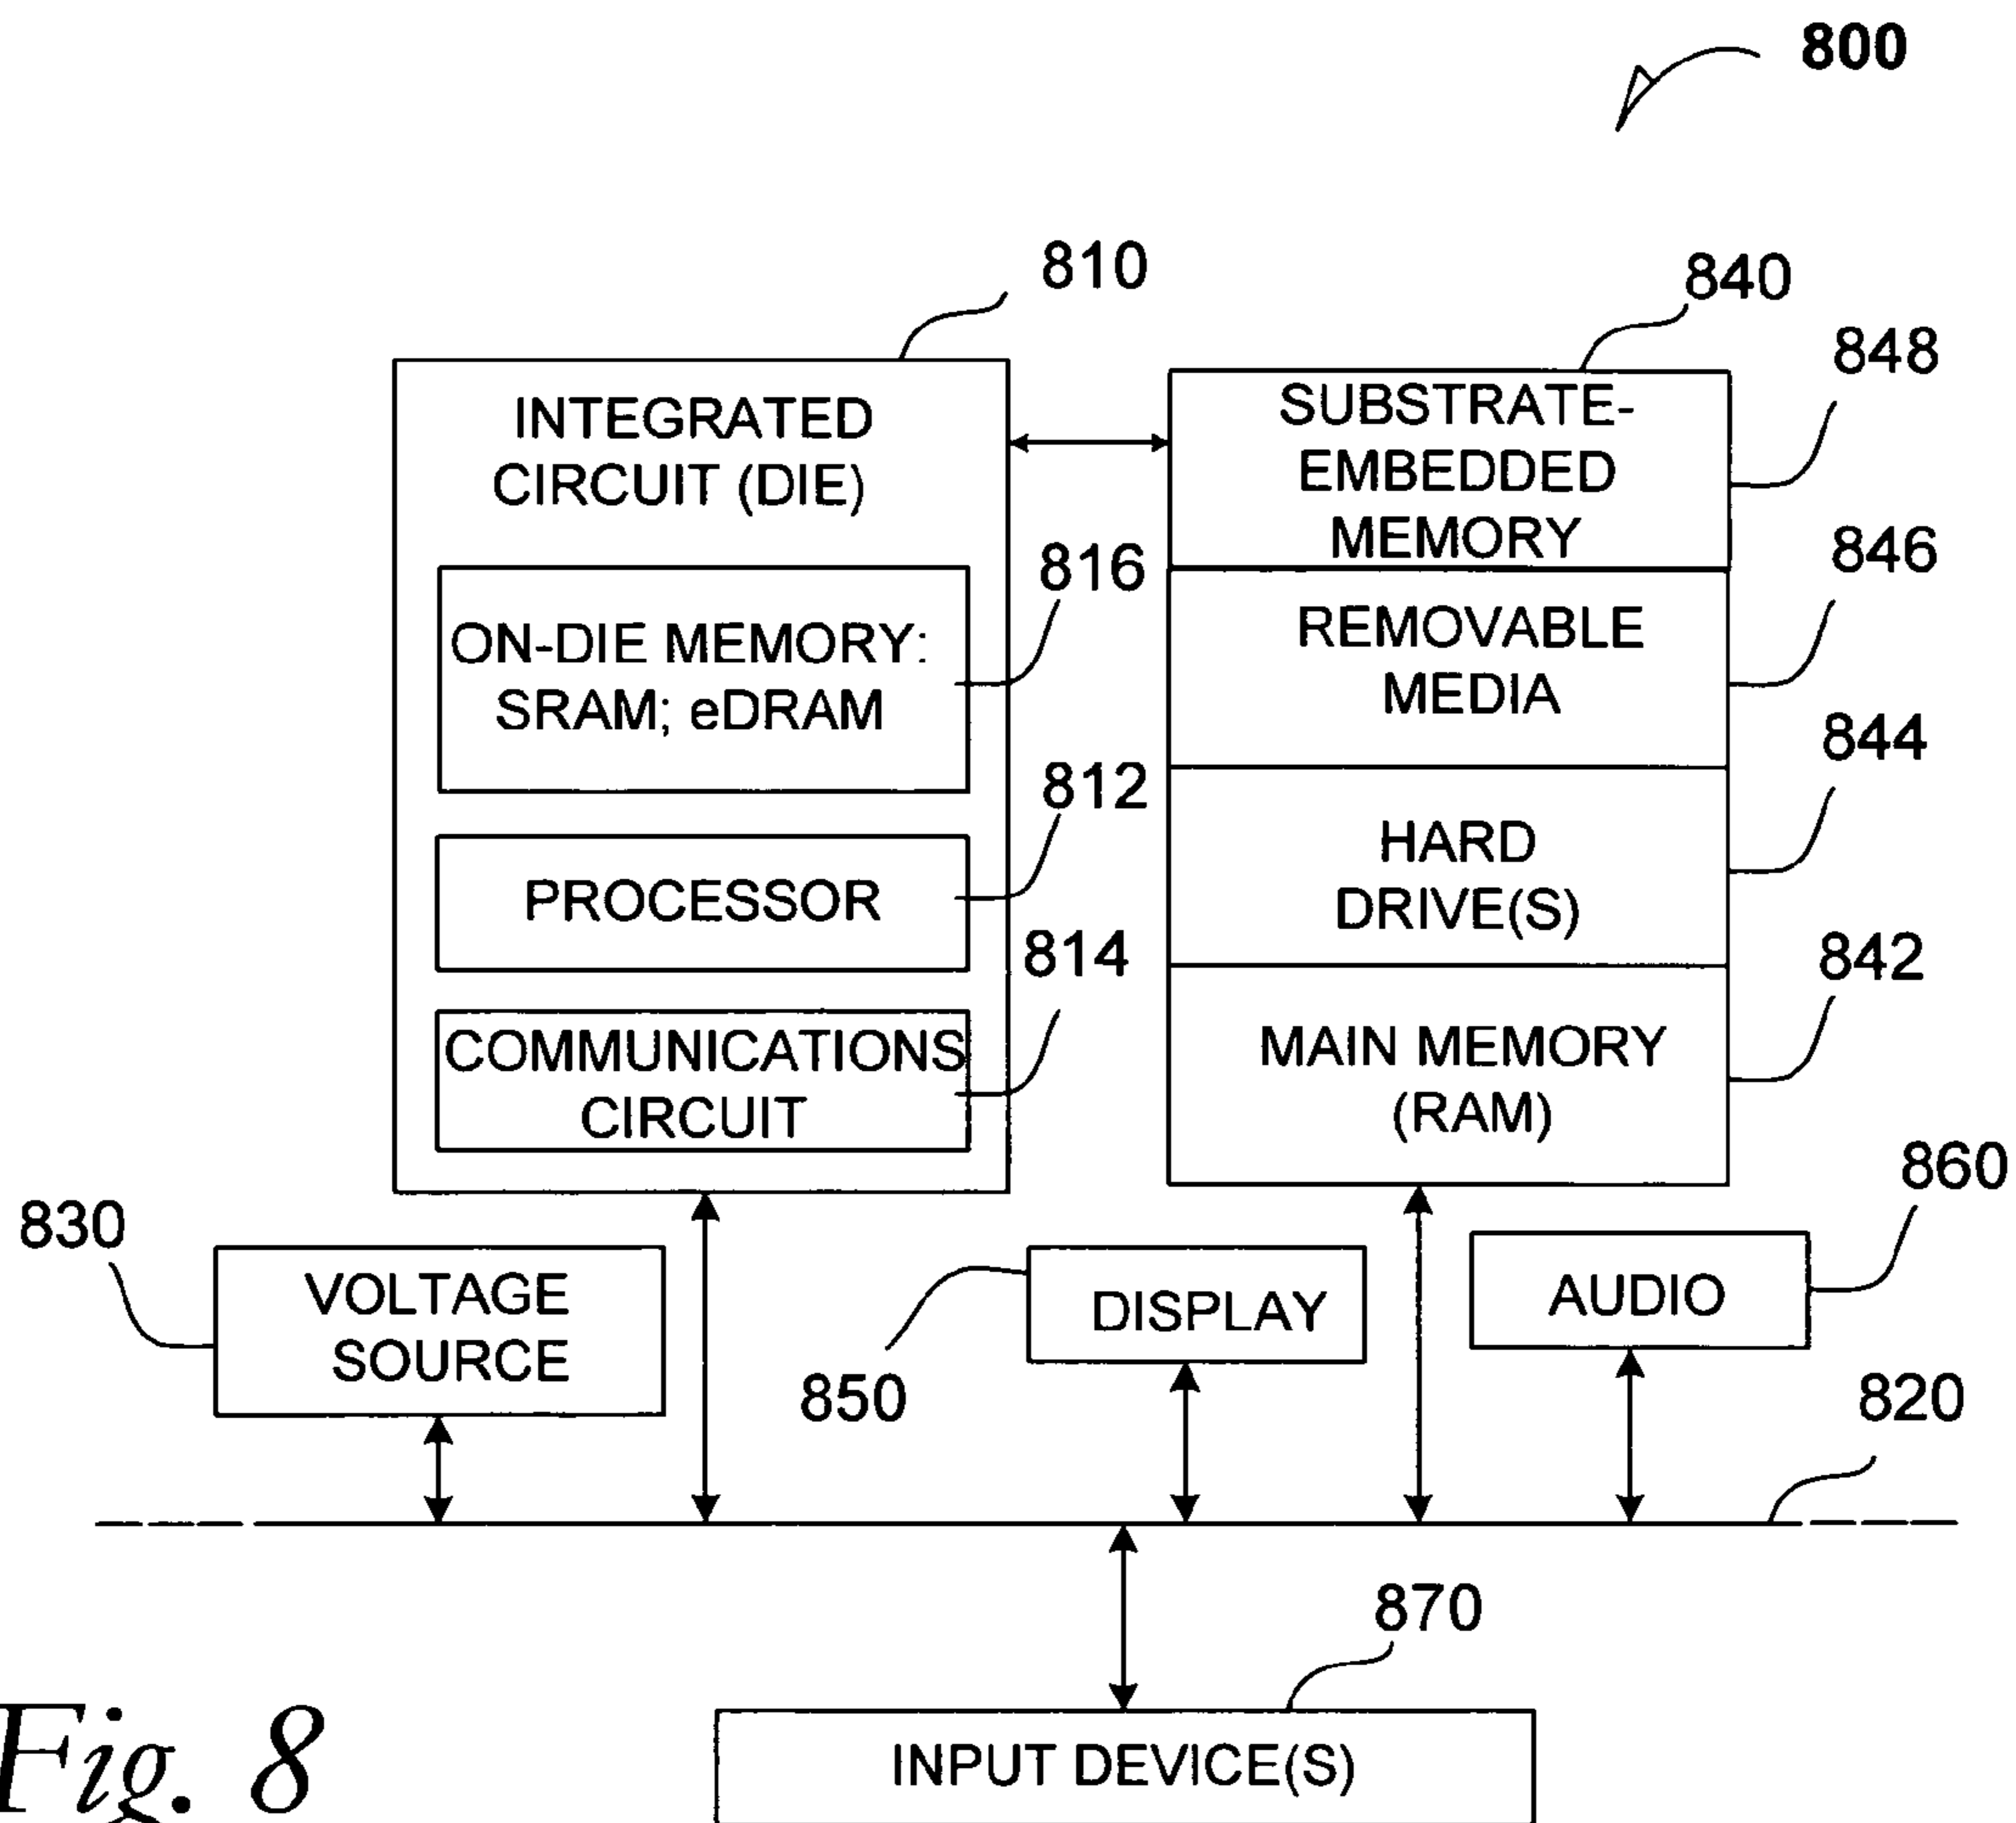 800
810
840
848
INTEGRATED
CIRCUIT (DIE)
SUBSTRATE-
EMBEDDED
MEMORY
816
846
ON-DIE MEMORY:
SRAM; eDRAM
REMOVABLE
MEDIA
812
844
PROCESSOR
HARD
DRIVE(S)
814
842
COMMUNICATIONS
CIRCUIT
MAIN MEMORY
(RAM)
830
860
VOLTAGE
SOURCE
DISPLAY
AUDIO
850
820
870
INPUT DEVICE(S)
Fig. 8